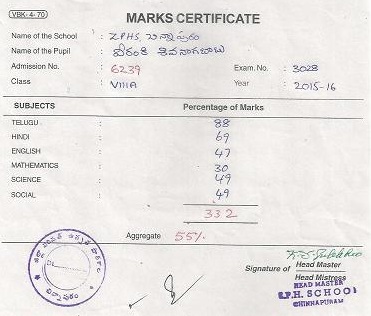 VBK-4-70
MARKS CERTIFICATE
Name of the School : ZPHS చిన్నాపురం
Name of the Pupil : వీరంకి శివనాగబాబు
Admission No. : 6239 Exam. No. : 3028
Class : VIIIA Year : 2015-16
SUBJECTS Percentage of Marks
TELUGU : 88
HINDI : 69
ENGLISH : 47
MATHEMATICS : 30
SCIENCE : 49
SOCIAL : 49
332
Aggregate 55%
చిన్నాపురం
Signature of Head Master
Head Mistress
HEAD MASTER
Z.P.H. SCHOOL
CHINNAPURAM